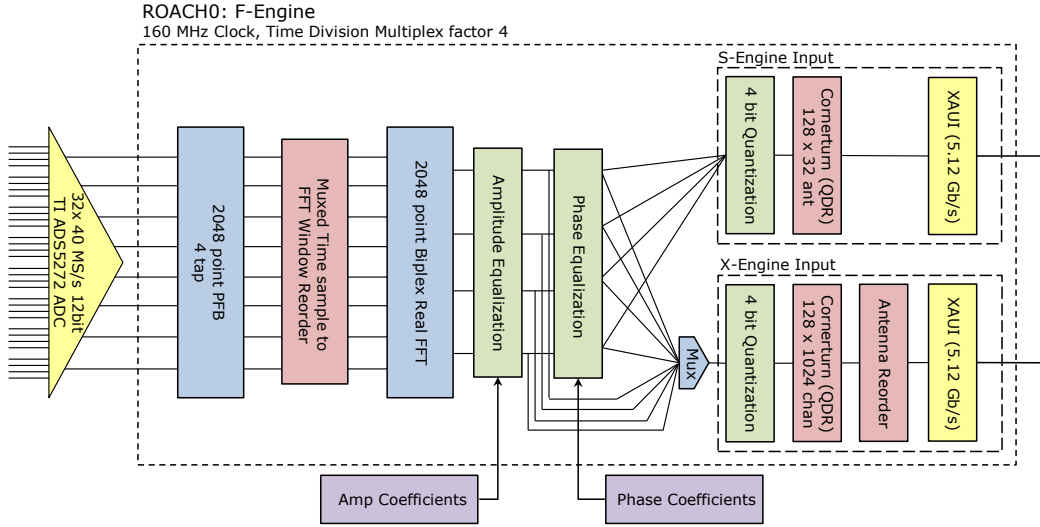 ROACH0: F-Engine
160 MHz Clock, Time Division Multiplex factor 4
32x 40 MS/s 12bit
TI ADS5272 ADC
2048 point PFB
4 tap
Muxed Time sample to
FFT Window Reorder
2048 point Biplex Real FFT
Amplitude Equalization
Phase Equalization
Mux
S-Engine Input
4 bit Quantization
Cornerturn (QDR)
128 x 32 ant
XAUI (5.12 Gb/s)
X-Engine Input
4 bit Quantization
Cornerturn (QDR)
128 x 1024 chan
Antenna Reorder
XAUI (5.12 Gb/s)
Amp Coefficients
Phase Coefficients